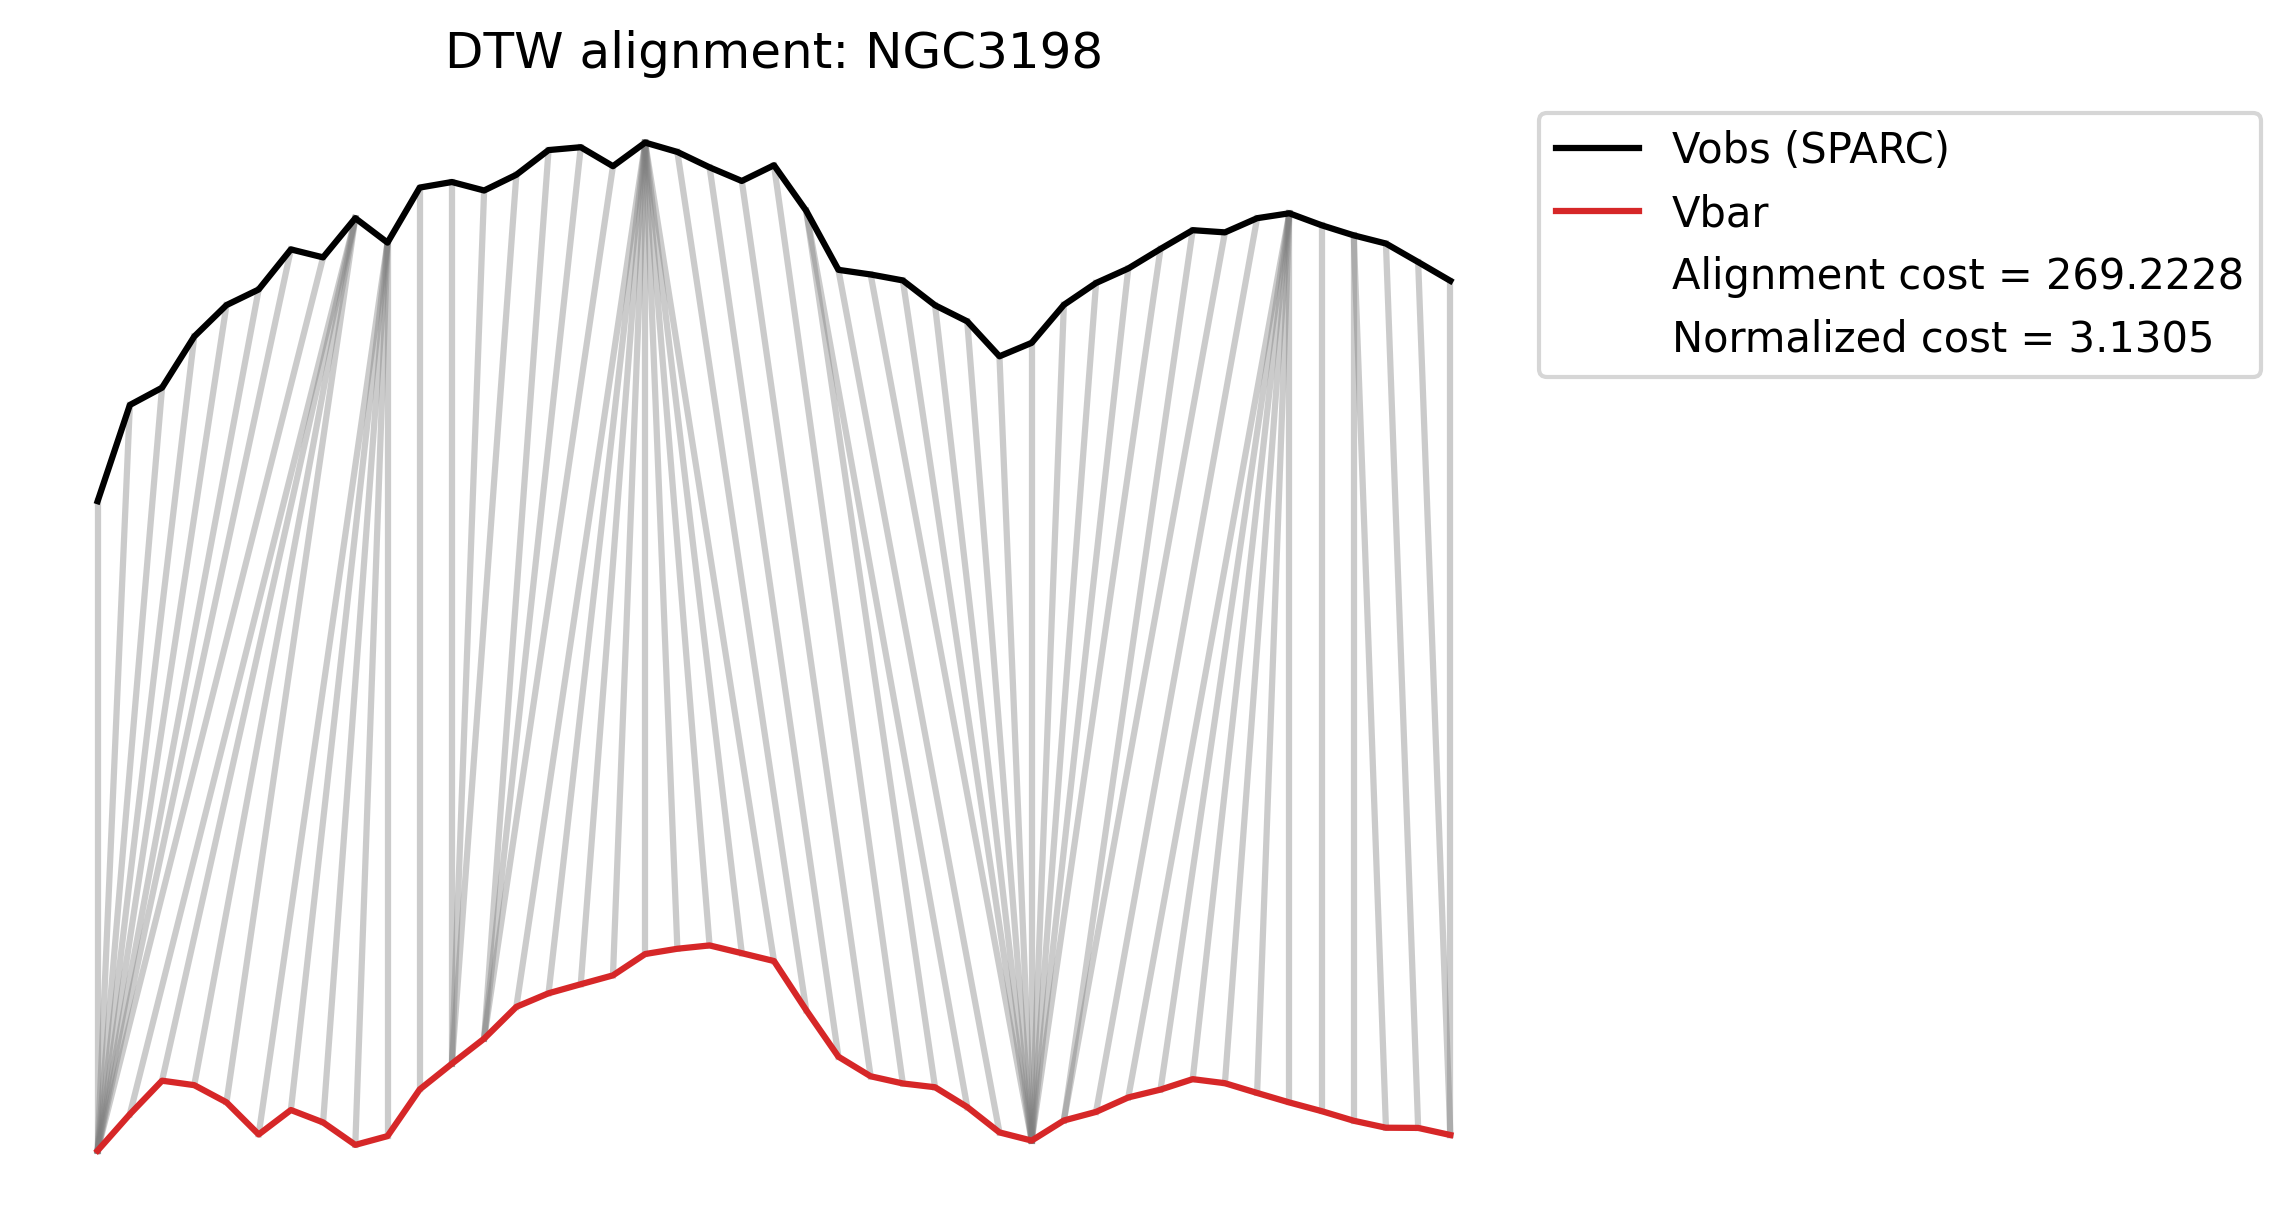 DTW alignment: NGC3198
Vobs (SPARC)
Vbar
Alignment cost = 269.2228
Normalized cost = 3.1305